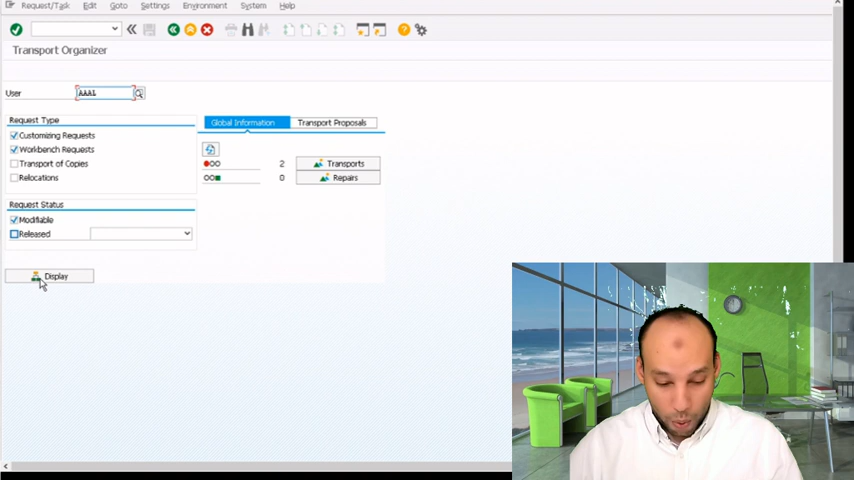 Request/Task Edit Goto Settings Environment System Help
Transport Organizer
User AAAL
Request Type
Customizing Requests
Workbench Requests
Transport of Copies
Relocations
Request Status
Modifiable
Released
Display
Global Information Transport Proposals
2 Transports
0 Repairs